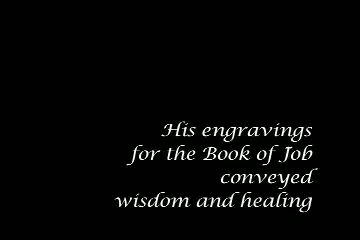 His engravings
for the Book of Job
conveyed
wisdom and healing